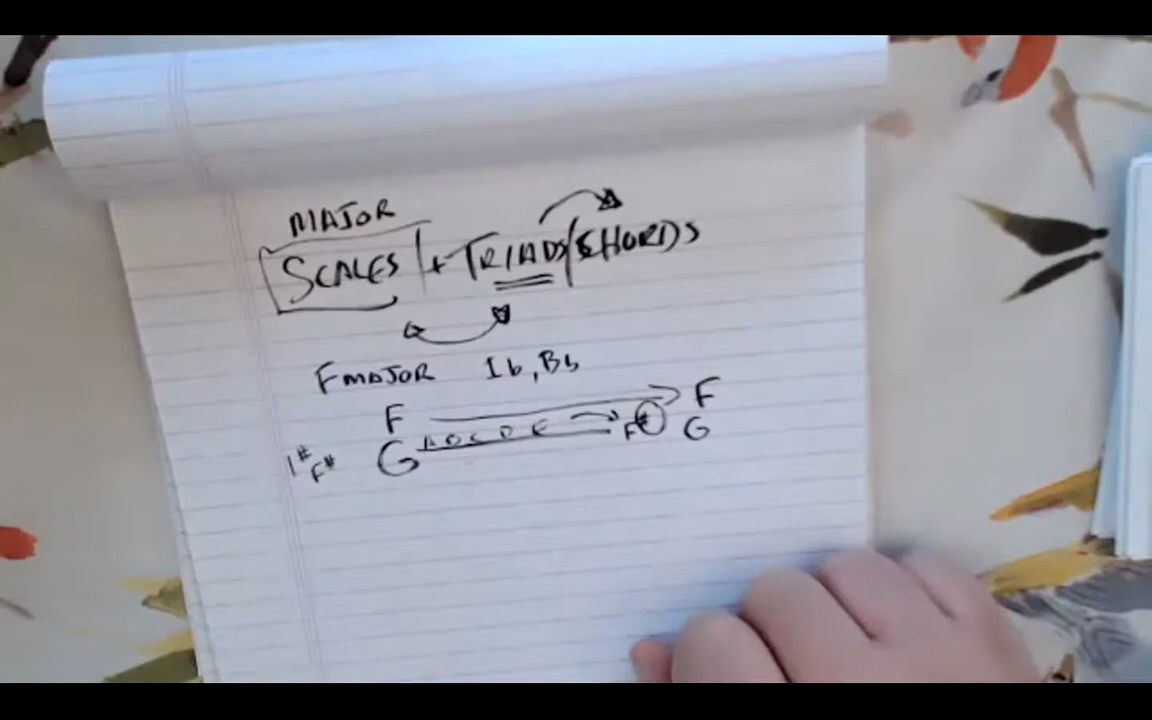 MAJOR
SCALES + TRIADS/CHORDS
F MAJOR 1b, Bb
F F
1# F# G A B C D E F# G